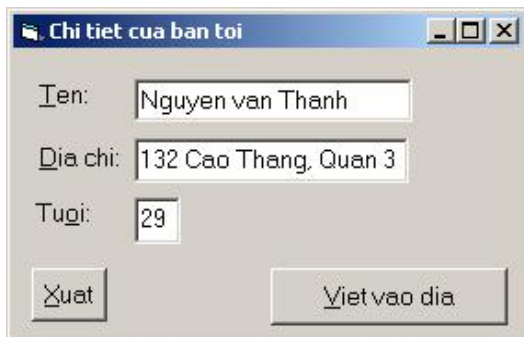 Chi tiet cua ban toi
Ten: Nguyen van Thanh
Dia chi: 132 Cao Thang, Quan 3
Tuoi: 29
Xuat Viet vao dia